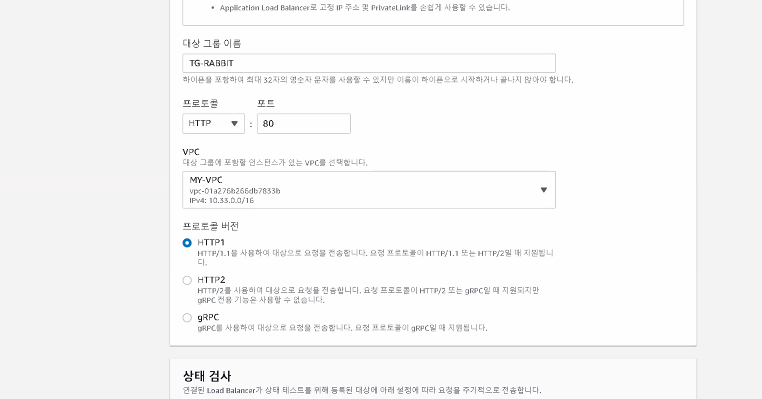 • Application Load Balancer로 고정 IP 주소 및 PrivateLink를 손쉽게 사용할 수 있습니다.
대상 그룹 이름
TG-RABBIT
하이픈을 포함하여 최대 32자의 영숫자 문자를 사용할 수 있지만 이름이 하이픈으로 시작하거나 끝나지 않아야 합니다.
프로토콜 포트
HTTP : 80
VPC
대상 그룹에 포함할 인스턴스가 있는 VPC를 선택합니다.
MY-VPC
vpc-01a276b266db7833b
IPv4: 10.33.0.0/16
프로토콜 버전
HTTP1
HTTP/1.1을 사용하여 대상으로 요청을 전송합니다. 요청 프로토콜이 HTTP/1.1 또는 HTTP/2일 때 지원됩니
다.
HTTP2
HTTP/2를 사용하여 대상으로 요청을 전송합니다. 요청 프로토콜이 HTTP/2 또는 gRPC일 때 지원되지만
gRPC 전용 기능은 사용할 수 없습니다.
gRPC
gRPC를 사용하여 대상으로 요청을 전송합니다. 요청 프로토콜이 gRPC일 때 지원됩니다.
상태 검사
연결된 Load Balancer가 상태 테스트를 위해 등록된 대상에 아래 설정에 따라 요청을 주기적으로 전송합니다.